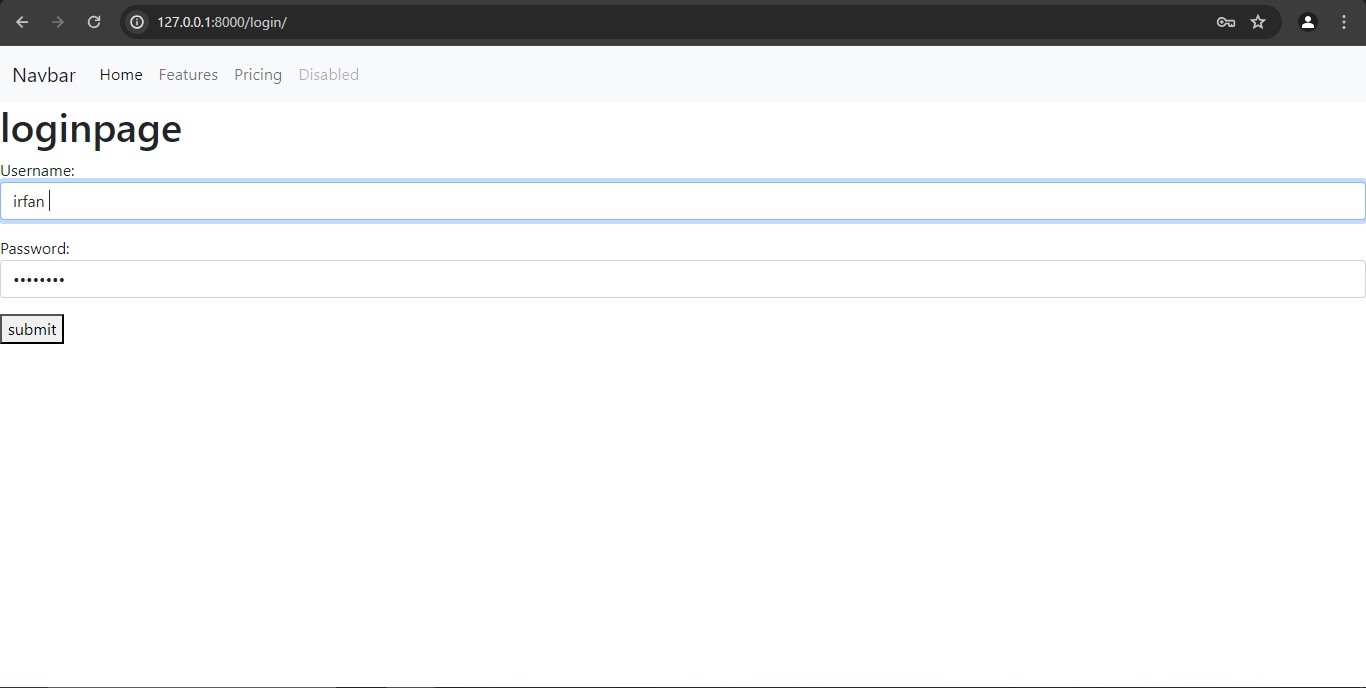 127.0.0.1:8000/login/
Navbar Home Features Pricing Disabled
loginpage
Username:
irfan
Password:
••••••••
submit